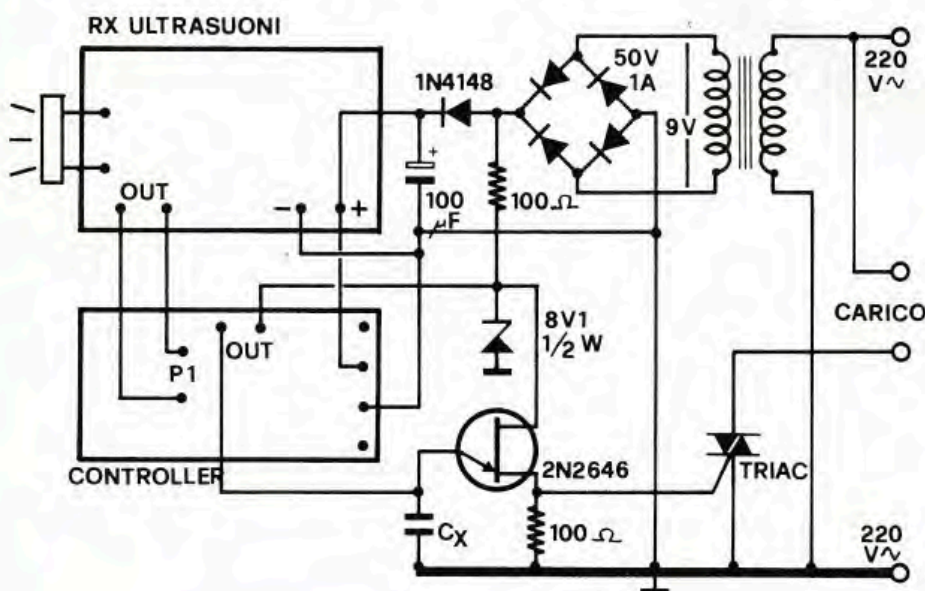 RX ULTRASUONI
50V
1A
220
V~
1N4148
9V
+
OUT
- +
100
μF
100Ω
OUT
8V1
1/2 W
CARICO
P1
CONTROLLER
2N2646
TRIAC
CX
100Ω
220
V~